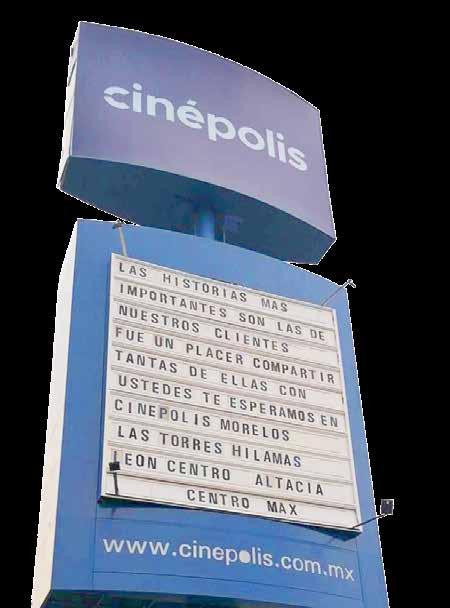 cinépolis
LAS HISTORIAS MAS
IMPORTANTES SON LAS DE
NUESTROS CLIENTES
FUE UN PLACER COMPARTIR
TANTAS DE ELLAS CON
USTEDES TE ESPERAMOS EN
CINEPOLIS MORELOS
LAS TORRES HILAMAS
LEON CENTRO ALTACIA
CENTRO MAX
www.cinepolis.com.mx